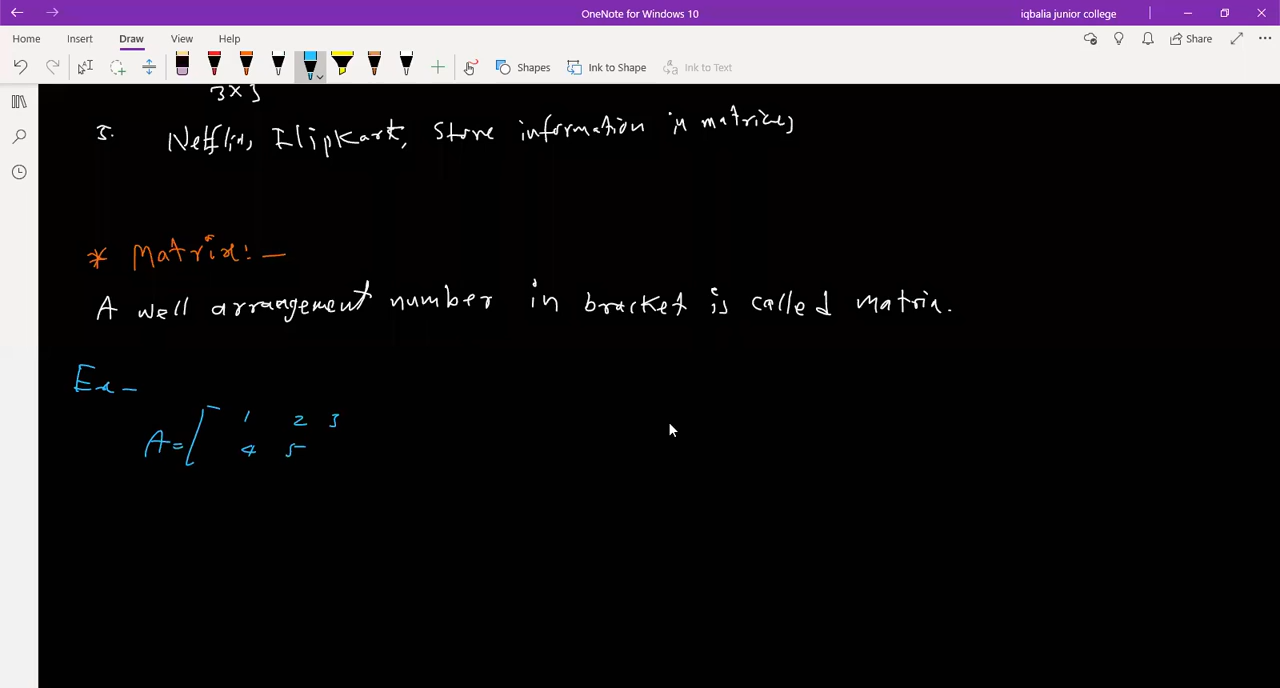 OneNote for Windows 10
iqbalia junior college
Home Insert Draw View Help
Share
Shapes
Ink to Shape
Ink to Text
3x3
5. Netflix, FlipKart, Store information in matrices
* Matrix:—
A well arrangement number in bracket is called matrix.
Ex-
A=[ 1 2 3
4 5